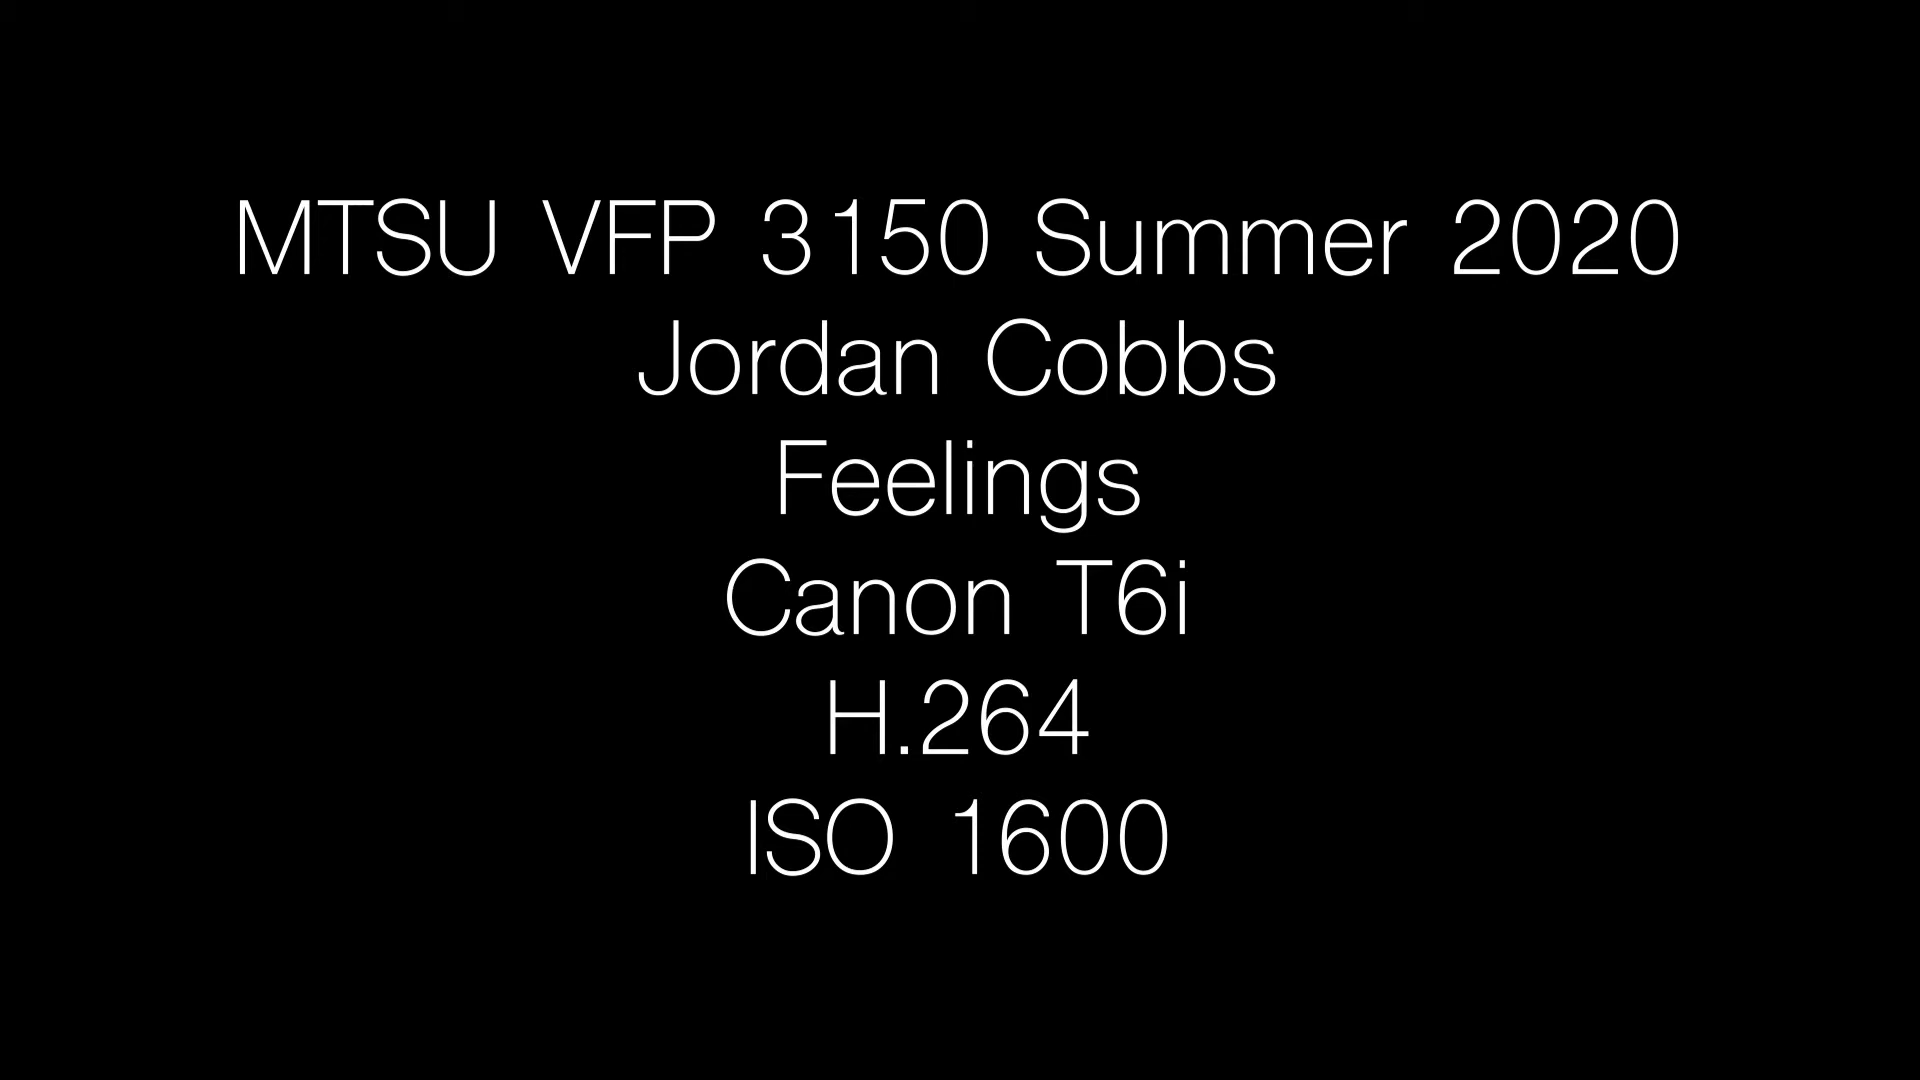 MTSU VFP 3150 Summer 2020
Jordan Cobbs
Feelings
Canon T6i
H.264
ISO 1600